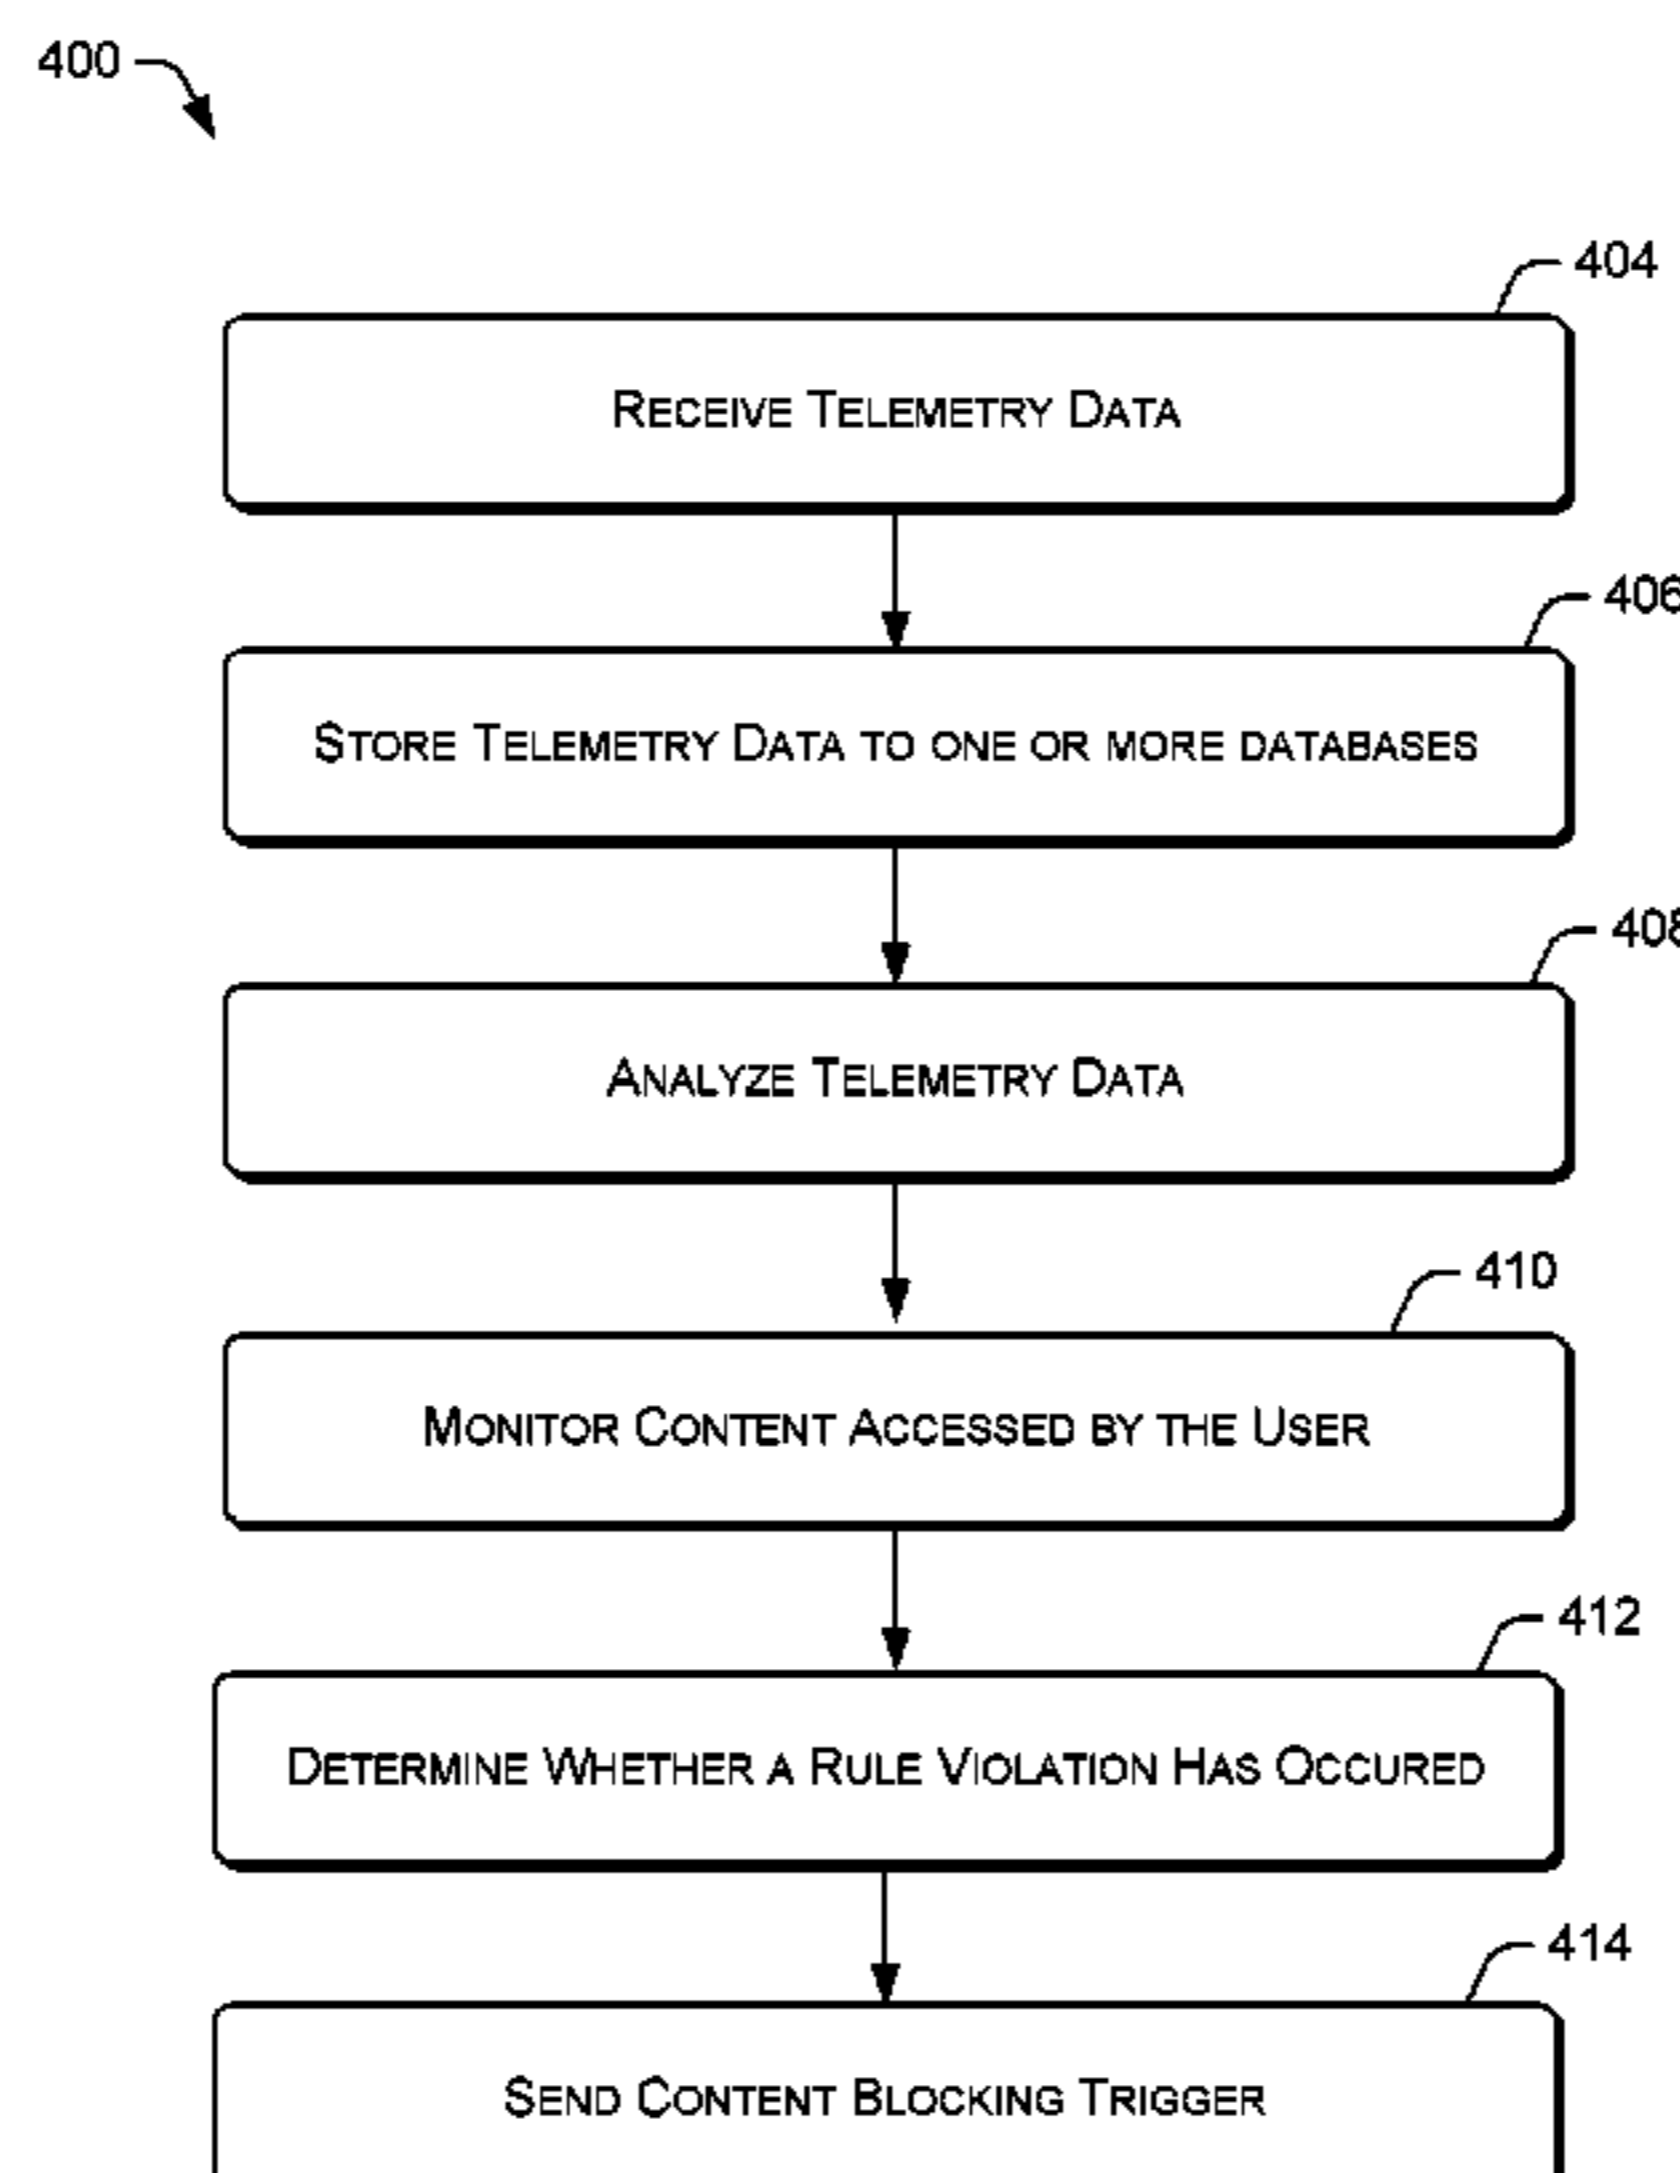 400
404
RECEIVE TELEMETRY DATA
406
STORE TELEMETRY DATA TO ONE OR MORE DATABASES
408
ANALYZE TELEMETRY DATA
410
MONITOR CONTENT ACCESSED BY THE USER
412
DETERMINE WHETHER A RULE VIOLATION HAS OCCURED
414
SEND CONTENT BLOCKING TRIGGER